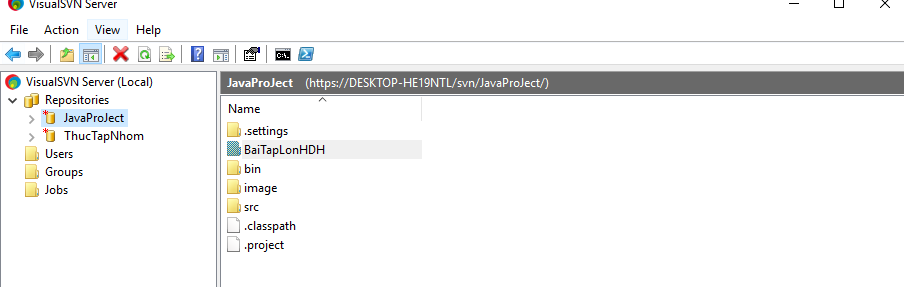 VisualSVN Server
File Action View Help
VisualSVN Server (Local)
Repositories
JavaProJect
ThucTapNhom
Users
Groups
Jobs
JavaProJect (https://DESKTOP-HE19NTL/svn/JavaProJect/)
Name
.settings
BaiTapLonHDH
bin
image
src
.classpath
.project